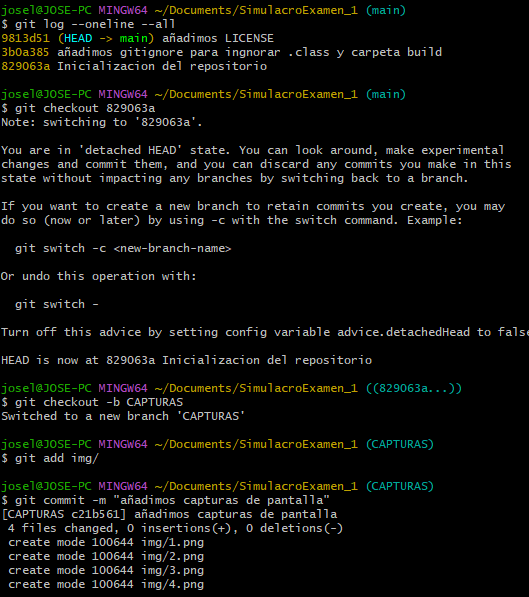 josel@JOSE-PC MINGW64 ~/Documents/SimulacroExamen_1 (main)
$ git log --oneline --all
9813d51 (HEAD -> main) añadimos LICENSE
3b0a385 añadimos gitignore para ingnorar .class y carpeta build
829063a Inicializacion del repositorio
josel@JOSE-PC MINGW64 ~/Documents/SimulacroExamen_1 (main)
$ git checkout 829063a
Note: switching to '829063a'.
You are in 'detached HEAD' state. You can look around, make experimental
changes and commit them, and you can discard any commits you make in this
state without impacting any branches by switching back to a branch.
If you want to create a new branch to retain commits you create, you may
do so (now or later) by using -c with the switch command. Example:
git switch -c <new-branch-name>
Or undo this operation with:
git switch -
Turn off this advice by setting config variable advice.detachedHead to false
HEAD is now at 829063a Inicializacion del repositorio
josel@JOSE-PC MINGW64 ~/Documents/SimulacroExamen_1 ((829063a...))
$ git checkout -b CAPTURAS
Switched to a new branch 'CAPTURAS'
josel@JOSE-PC MINGW64 ~/Documents/SimulacroExamen_1 (CAPTURAS)
$ git add img/
josel@JOSE-PC MINGW64 ~/Documents/SimulacroExamen_1 (CAPTURAS)
$ git commit -m "añadimos capturas de pantalla"
[CAPTURAS c21b561] añadimos capturas de pantalla
4 files changed, 0 insertions(+), 0 deletions(-)
create mode 100644 img/1.png
create mode 100644 img/2.png
create mode 100644 img/3.png
create mode 100644 img/4.png